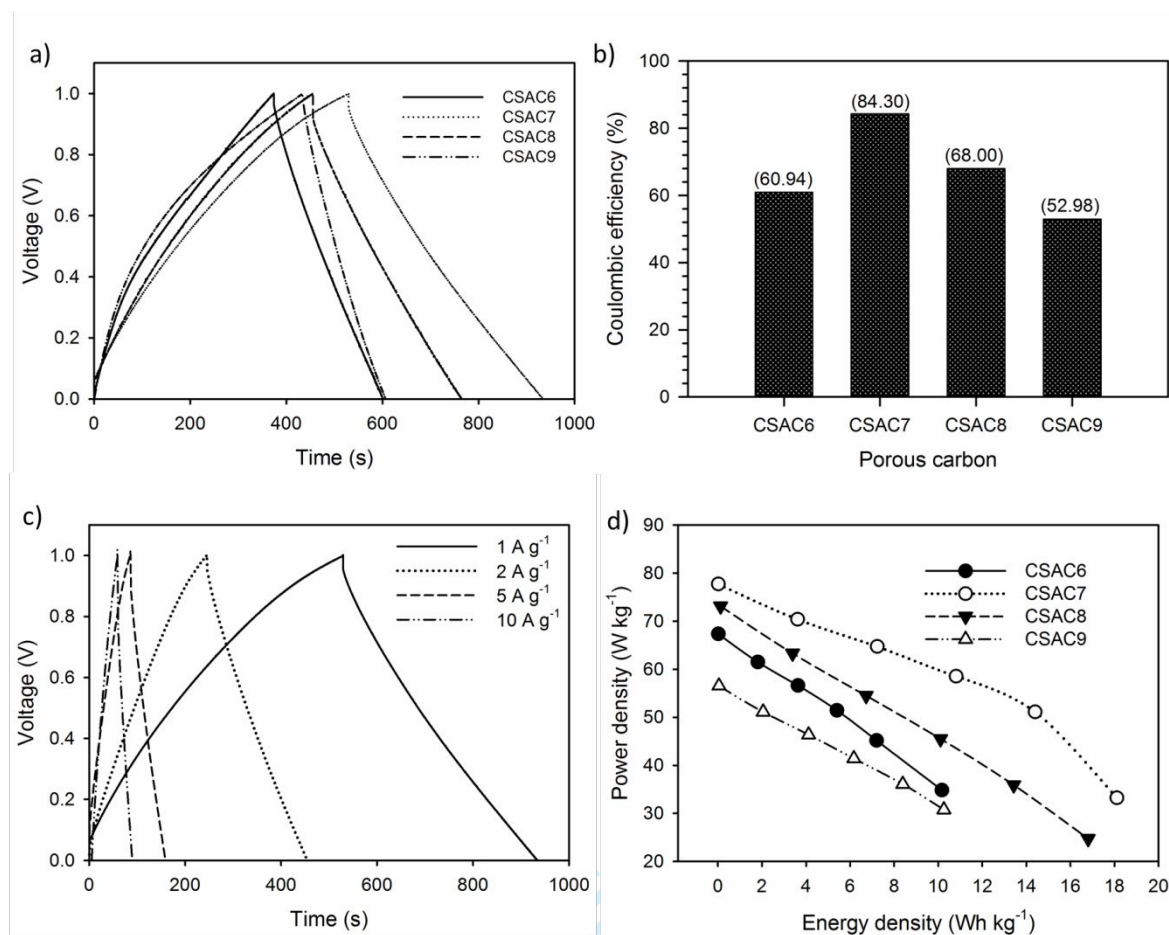 a)
1.0
0.8
0.6
0.4
0.2
0.0
Voltage (V)
CSAC6
CSAC7
CSAC8
CSAC9
0 200 400 600 800 1000
Time (s)
b)
100
80
60
40
20
0
Coulombic efficiency (%)
(60.94)
(84.30)
(68.00)
(52.98)
CSAC6 CSAC7 CSAC8 CSAC9
Porous carbon
c)
1.0
0.8
0.6
0.4
0.2
0.0
Voltage (V)
1 A g⁻¹
2 A g⁻¹
5 A g⁻¹
10 A g⁻¹
0 200 400 600 800 1000
Time (s)
d)
90
80
70
60
50
40
30
20
Power density (W kg⁻¹)
CSAC6
CSAC7
CSAC8
CSAC9
0 2 4 6 8 10 12 14 16 18 20
Energy density (Wh kg⁻¹)